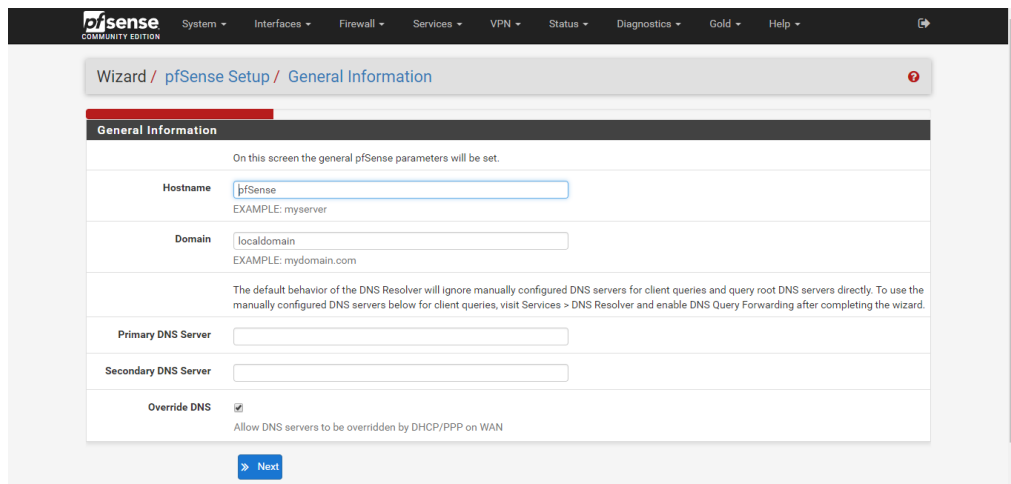 pfsense System Interfaces Firewall Services VPN Status Diagnostics Gold Help
COMMUNITY EDITION
Wizard / pfSense Setup / General Information
General Information
On this screen the general pfSense parameters will be set.
Hostname pfSense
EXAMPLE: myserver
Domain localdomain
EXAMPLE: mydomain.com
The default behavior of the DNS Resolver will ignore manually configured DNS servers for client queries and query root DNS servers directly. To use the
manually configured DNS servers below for client queries, visit Services > DNS Resolver and enable DNS Query Forwarding after completing the wizard.
Primary DNS Server
Secondary DNS Server
Override DNS
Allow DNS servers to be overridden by DHCP/PPP on WAN
» Next